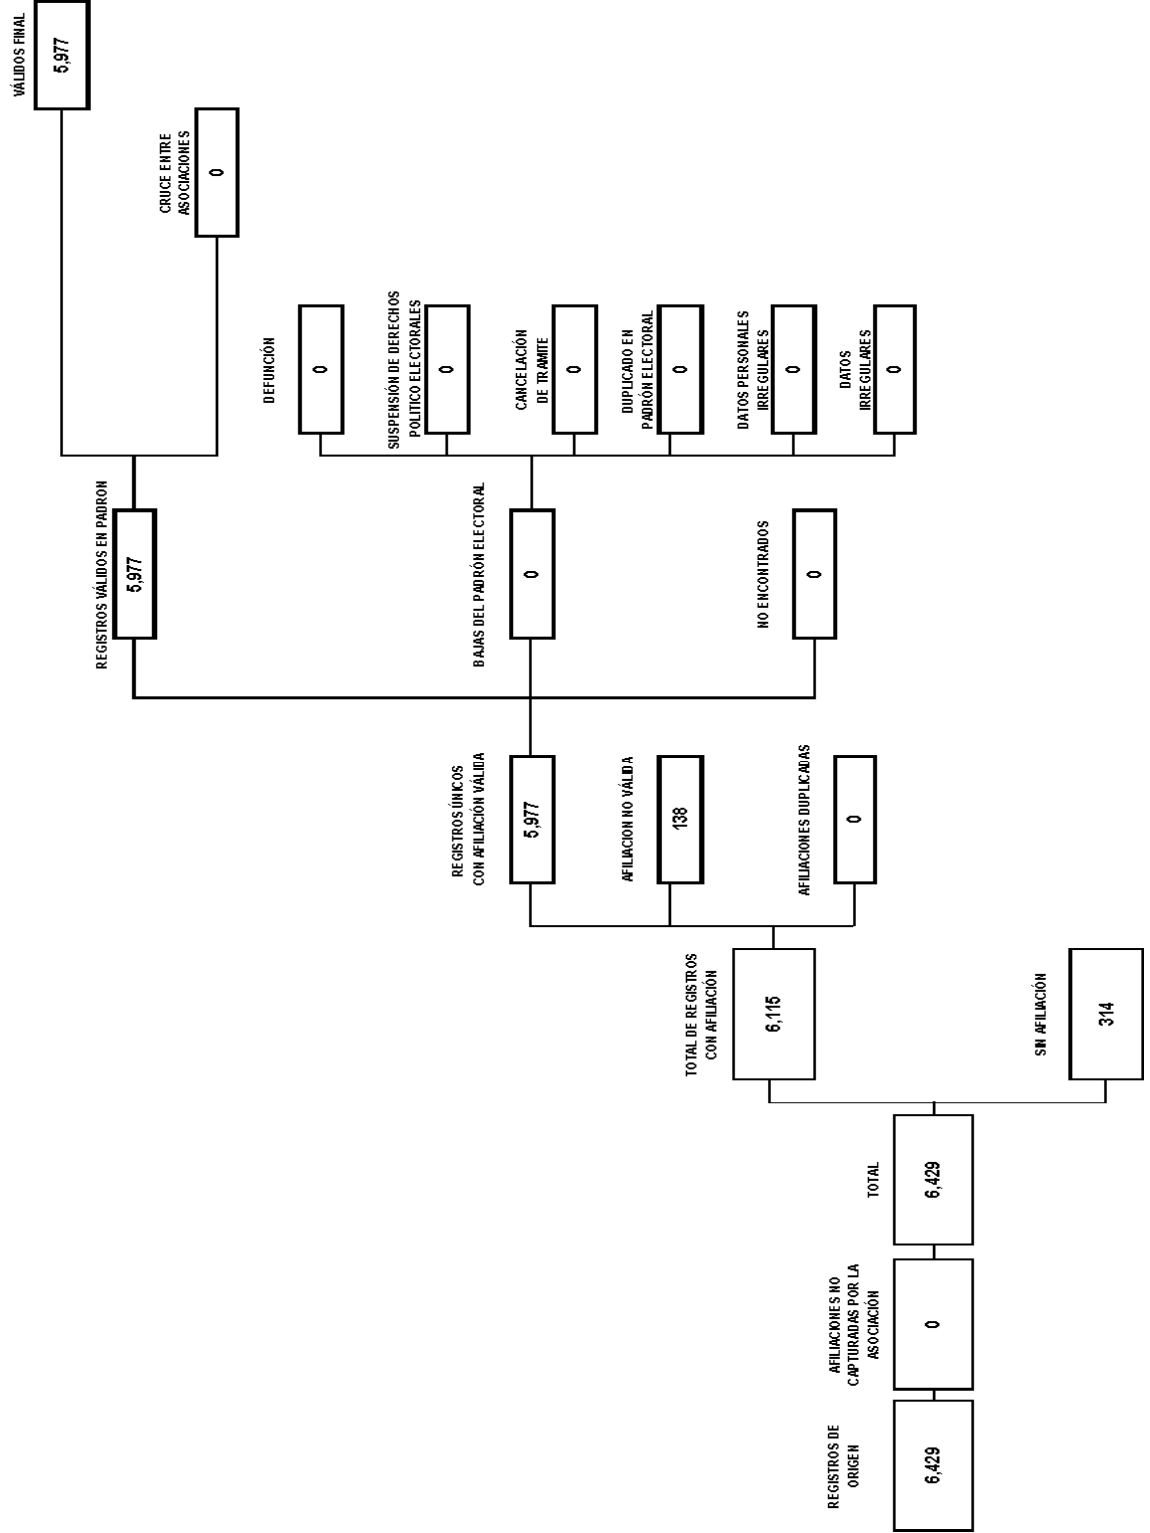 REGISTROS DE
ORIGEN
6,429
AFILIACIONES NO
CAPTURADAS POR LA
ASOCIACIÓN
0
TOTAL
6,429
TOTAL DE REGISTROS
CON AFILIACIÓN
6,115
SIN AFILIACIÓN
314
REGISTROS ÚNICOS
CON AFILIACIÓN VÁLIDA
5,977
AFILIACION NO VÁLIDA
138
AFILIACIONES DUPLICADAS
0
REGISTROS VÁLIDOS EN PADRON
5,977
BAJAS DEL PADRÓN ELECTORAL
0
NO ENCONTRADOS
0
DEFUNCIÓN
0
SUSPENSIÓN DE DERECHOS
POLITICO ELECTORALES
0
CANCELACIÓN
DE TRAMITE
0
DUPLICADO EN
PADRÓN ELECTORAL
0
DATOS PERSONALES
IRREGULARES
0
DATOS
IRREGULARES
0
CRUCE ENTRE
ASOCIACIONES
0
VÁLIDOS FINAL
5,977